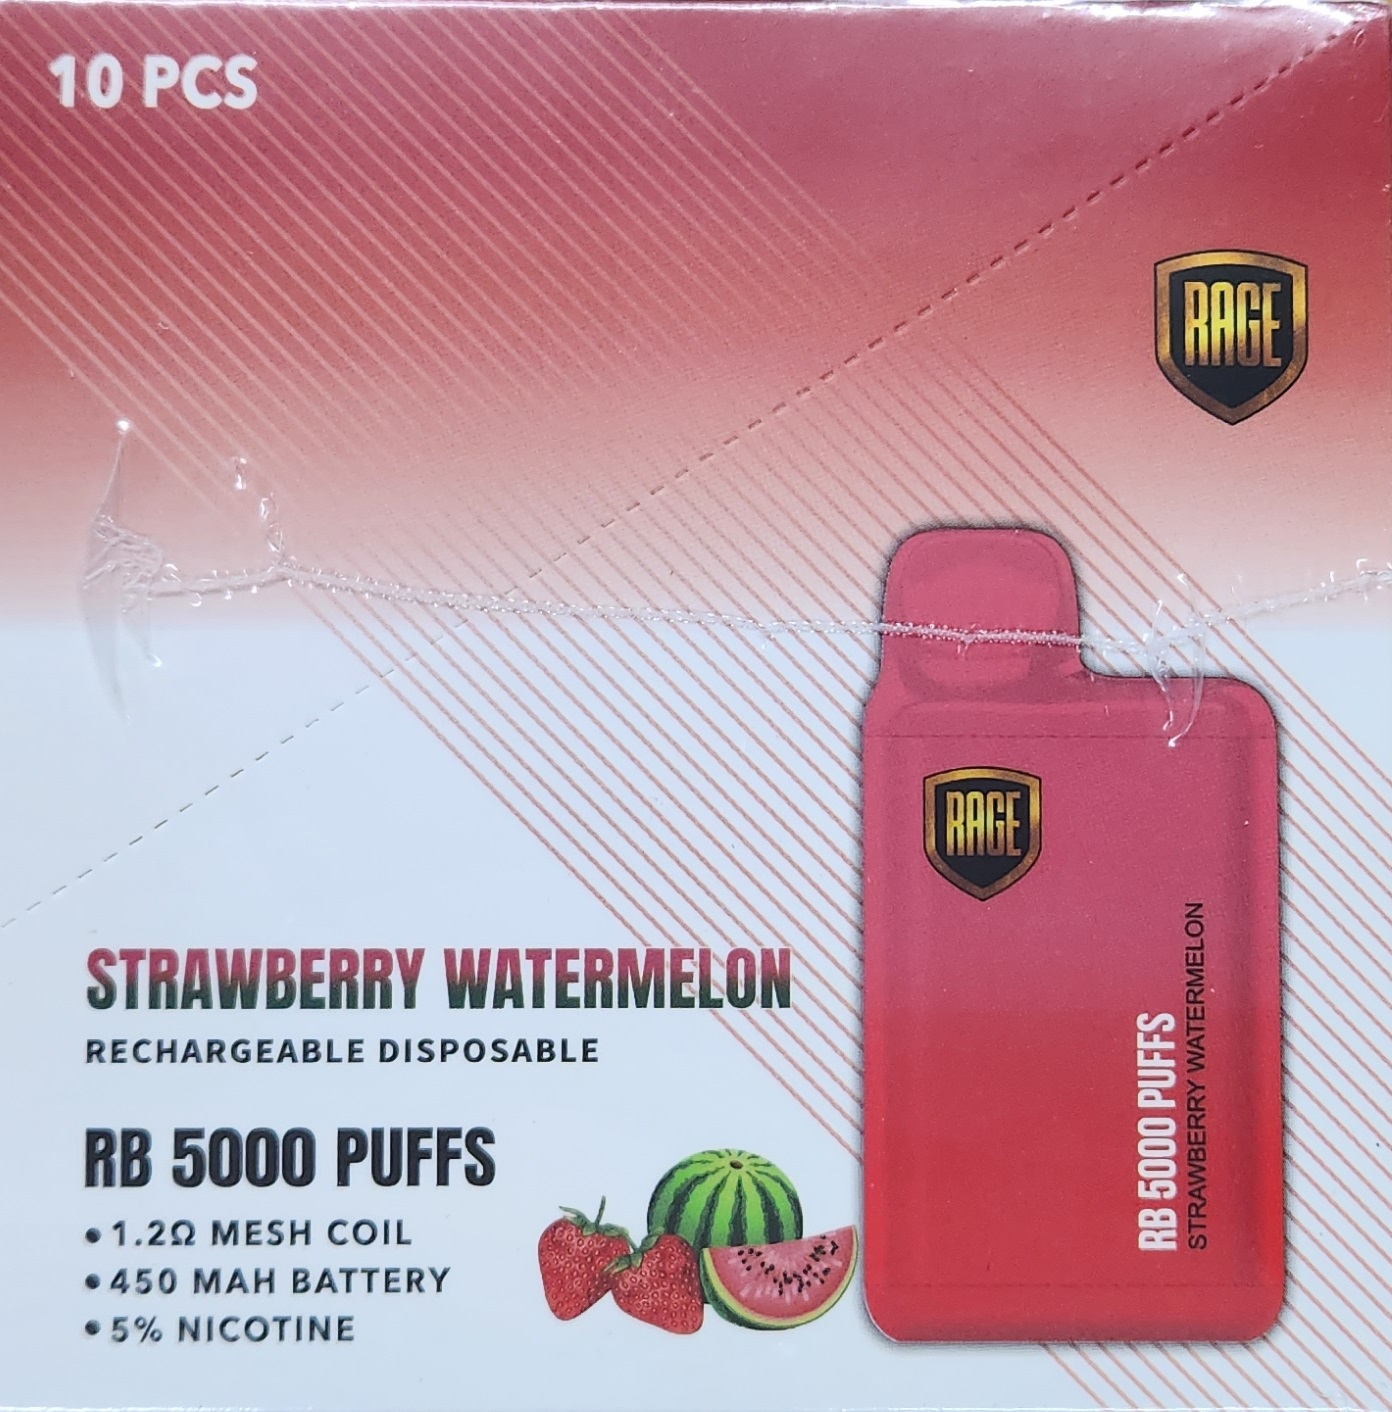 10 PCS
RAGE
RAGE
STRAWBERRY WATERMELON
RECHARGEABLE DISPOSABLE
RB 5000 PUFFS
• 1.2Ω MESH COIL
• 450 MAH BATTERY
• 5% NICOTINE
RB 5000 PUFFS
STRAWBERRY WATERMELON